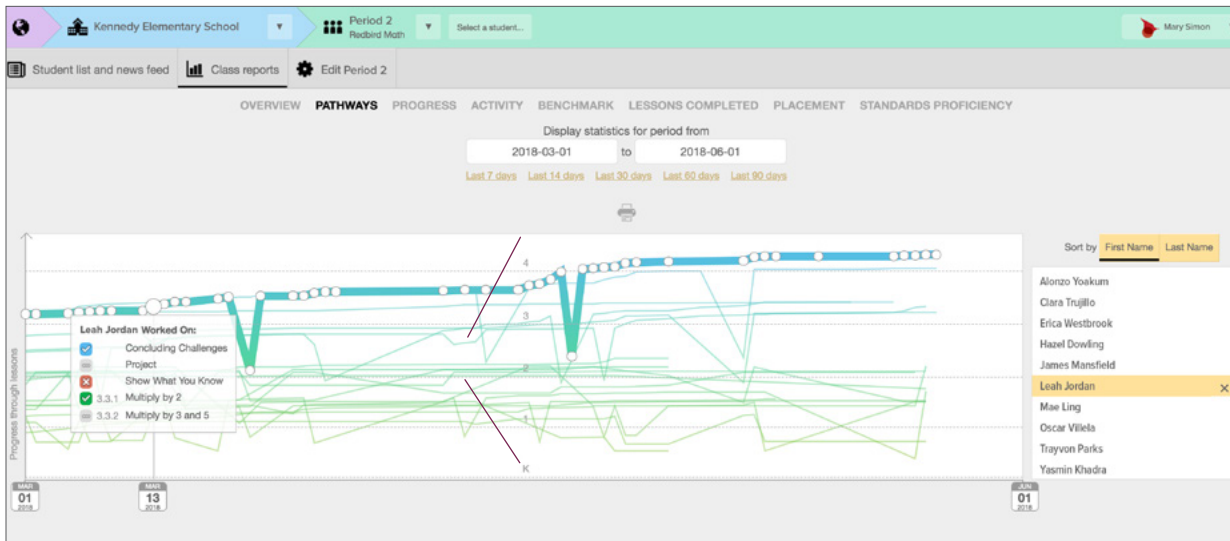 Kennedy Elementary School
Period 2
Redbird Math
Select a student...
Mary Simon
Student list and news feed
Class reports
Edit Period 2
OVERVIEW PATHWAYS PROGRESS ACTIVITY BENCHMARK LESSONS COMPLETED PLACEMENT STANDARDS PROFICIENCY
Display statistics for period from
2018-03-01 to 2018-06-01
Last 7 days Last 14 days Last 30 days Last 60 days Last 90 days
Sort by First Name Last Name
4
3
2
1
K
Progress through lessons
Leah Jordan Worked On:
Concluding Challenges
Project
Show What You Know
3.3.1 Multiply by 2
3.3.2 Multiply by 3 and 5
Alonzo Yoakum
Clara Trujillo
Erica Westbrook
Hazel Dowling
James Mansfield
Leah Jordan
Mae Ling
Oscar Villela
Trayvon Parks
Yasmin Khadra
MAR
01
2018
MAR
13
2018
JUN
01
2018